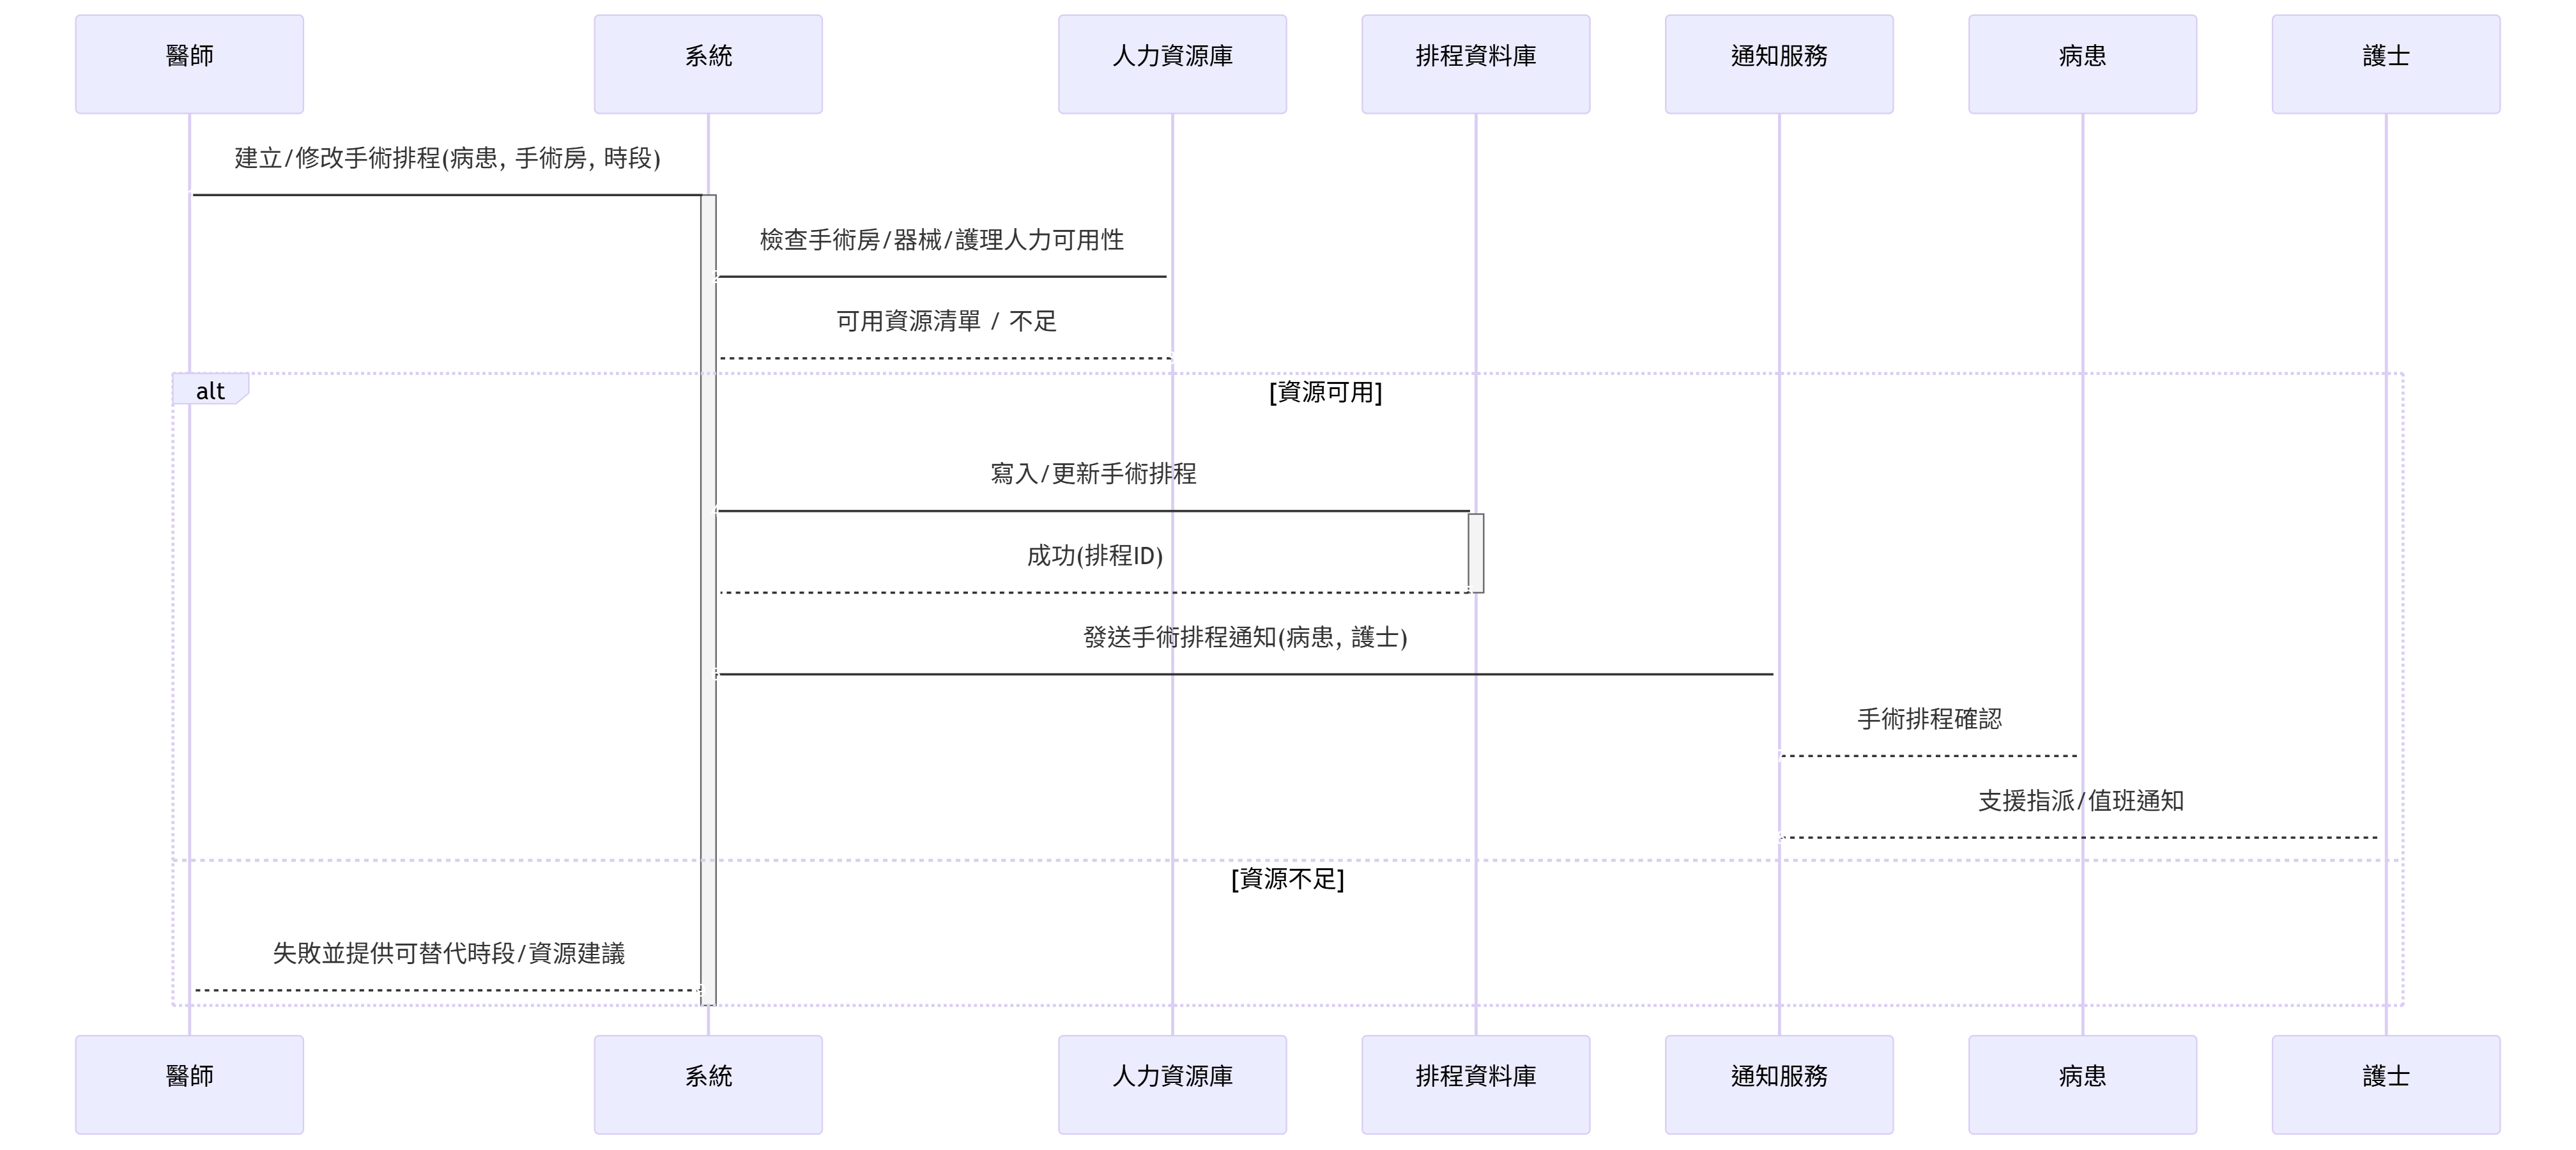 醫師
系統
人力資源庫
排程資料庫
通知服務
病患
護士
建立/修改手術排程(病患, 手術房, 時段)
檢查手術房/器械/護理人力可用性
可用資源清單 / 不足
alt
[資源可用]
寫入/更新手術排程
成功(排程ID)
發送手術排程通知(病患, 護士)
手術排程確認
支援指派/值班通知
[資源不足]
失敗並提供可替代時段/資源建議
醫師
系統
人力資源庫
排程資料庫
通知服務
病患
護士